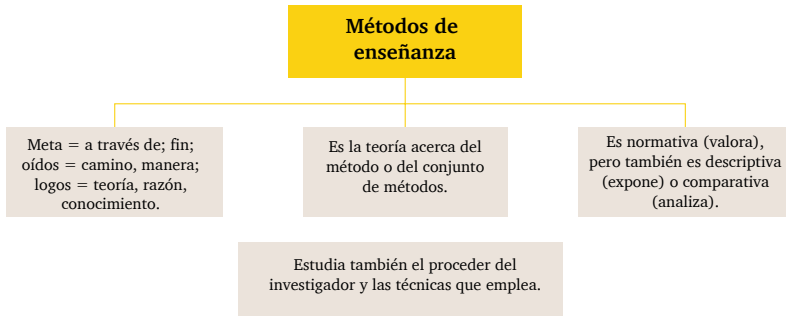 Métodos de
enseñanza
Meta = a través de; fin;
oídos = camino, manera;
logos = teoría, razón,
conocimiento.
Es la teoría acerca del
método o del conjunto
de métodos.
Es normativa (valora),
pero también es descriptiva
(expone) o comparativa
(analiza).
Estudia también el proceder del
investigador y las técnicas que emplea.